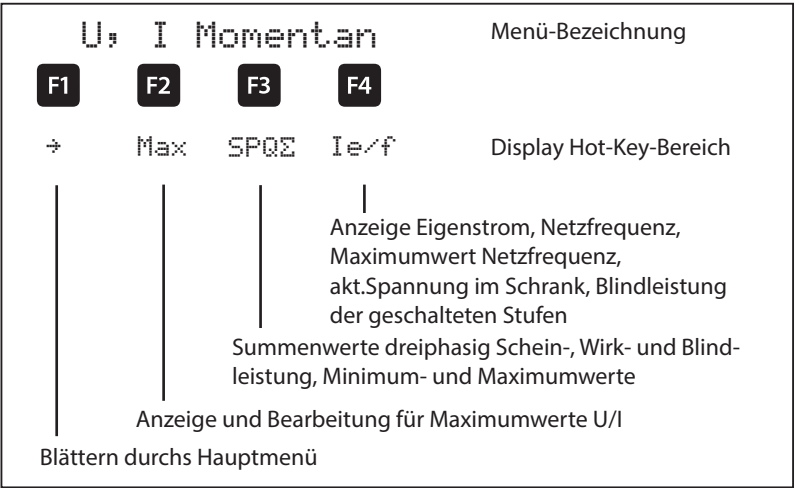 U, I Momentan Menü-Bezeichnung
F1 F2 F3 F4
→ Max SPQΣ Ie/f Display Hot-Key-Bereich
Anzeige Eigenstrom, Netzfrequenz,
Maximumwert Netzfrequenz,
akt.Spannung im Schrank, Blindleistung
der geschalteten Stufen
Summenwerte dreiphasig Schein-, Wirk- und Blind-
leistung, Minimum- und Maximumwerte
Anzeige und Bearbeitung für Maximumwerte U/I
Blättern durchs Hauptmenü